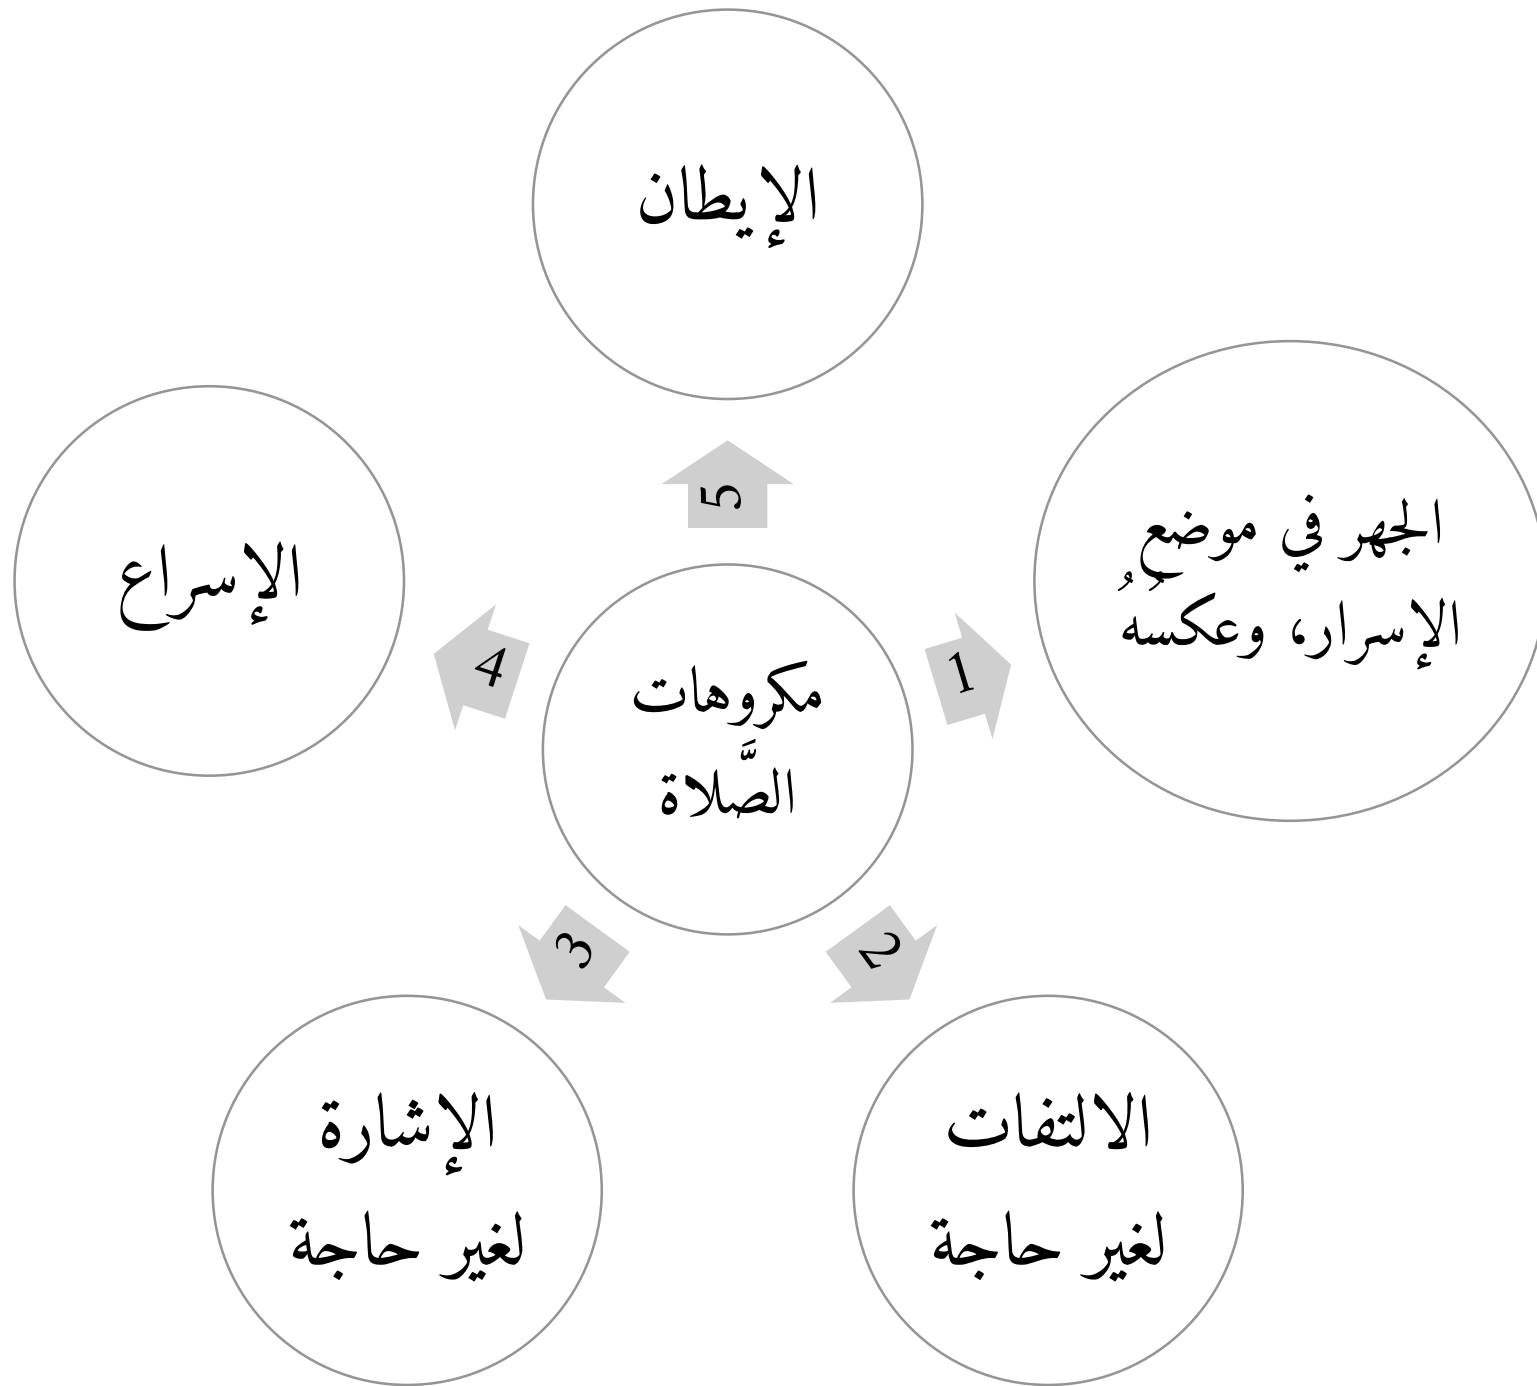 مكروهات
الصَّلاة
1
الجهر في موضع
الإسرار، وعكسُهُ
2
الالتفات
لغير حاجة
3
الإشارة
لغير حاجة
4
الإسراع
5
الإيطان